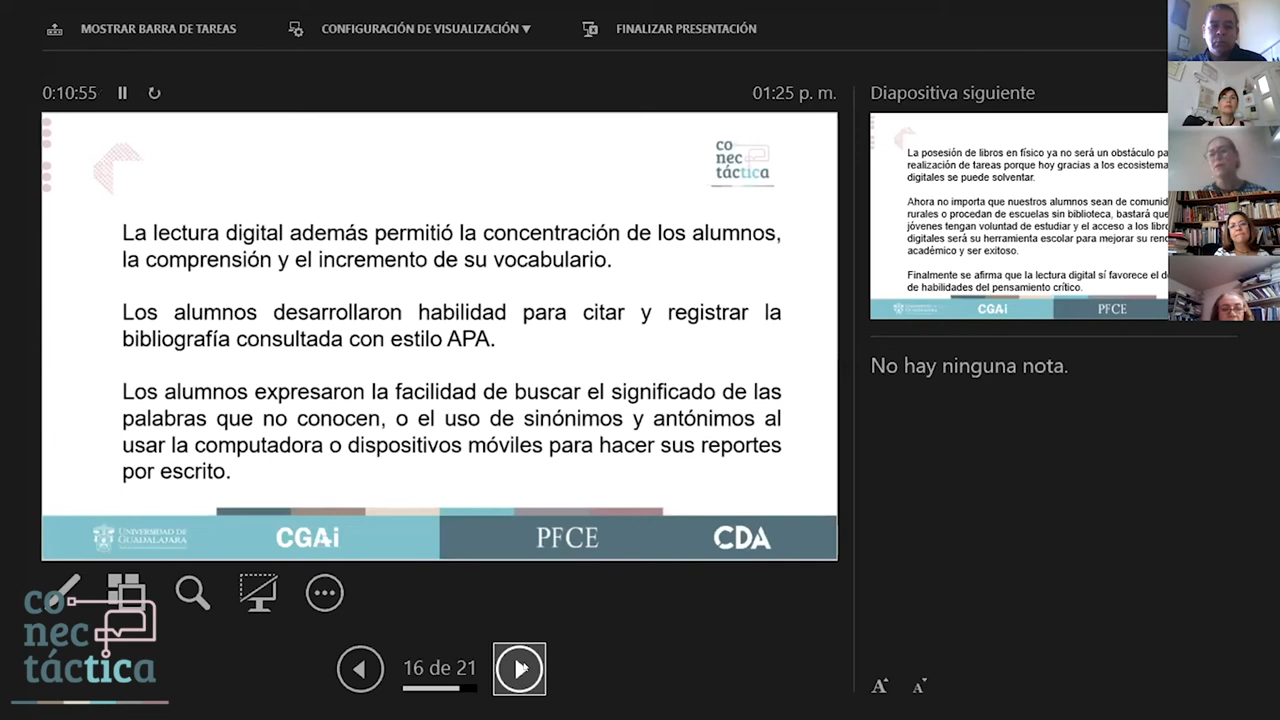 MOSTRAR BARRA DE TAREAS
CONFIGURACIÓN DE VISUALIZACIÓN ▼
FINALIZAR PRESENTACIÓN
0:10:55
01:25 p. m.
co
nec
táctica
La lectura digital además permitió la concentración de los alumnos,
la comprensión y el incremento de su vocabulario.
Los alumnos desarrollaron habilidad para citar y registrar la
bibliografía consultada con estilo APA.
Los alumnos expresaron la facilidad de buscar el significado de las
palabras que no conocen, o el uso de sinónimos y antónimos al
usar la computadora o dispositivos móviles para hacer sus reportes
por escrito.
UNIVERSIDAD DE
GUADALAJARA
CGAi
PFCE
CDA
Diapositiva siguiente
La posesión de libros en físico ya no será un obstáculo
realización de tareas porque hoy gracias a los ecosistema
digitales se puede solventar.
Ahora no importa que nuestros alumnos sean de
rurales o procedan de escuelas sin biblioteca, bastará que
jóvenes tengan voluntad de estudiar y el acceso a los
digitales será su herramienta escolar para mejorar su
académico y ser exitoso.
Finalmente se afirma que la lectura digital sí favorece el
de habilidades del pensamiento crítico.
CGAi
PFCE
No hay ninguna nota.
co
nec
táctica
16 de 21
A A